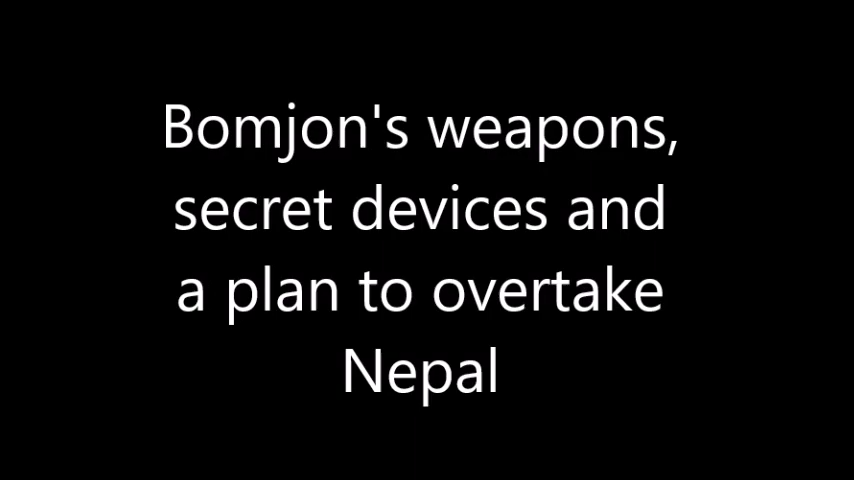 Bomjon's weapons,
secret devices and
a plan to overtake
Nepal